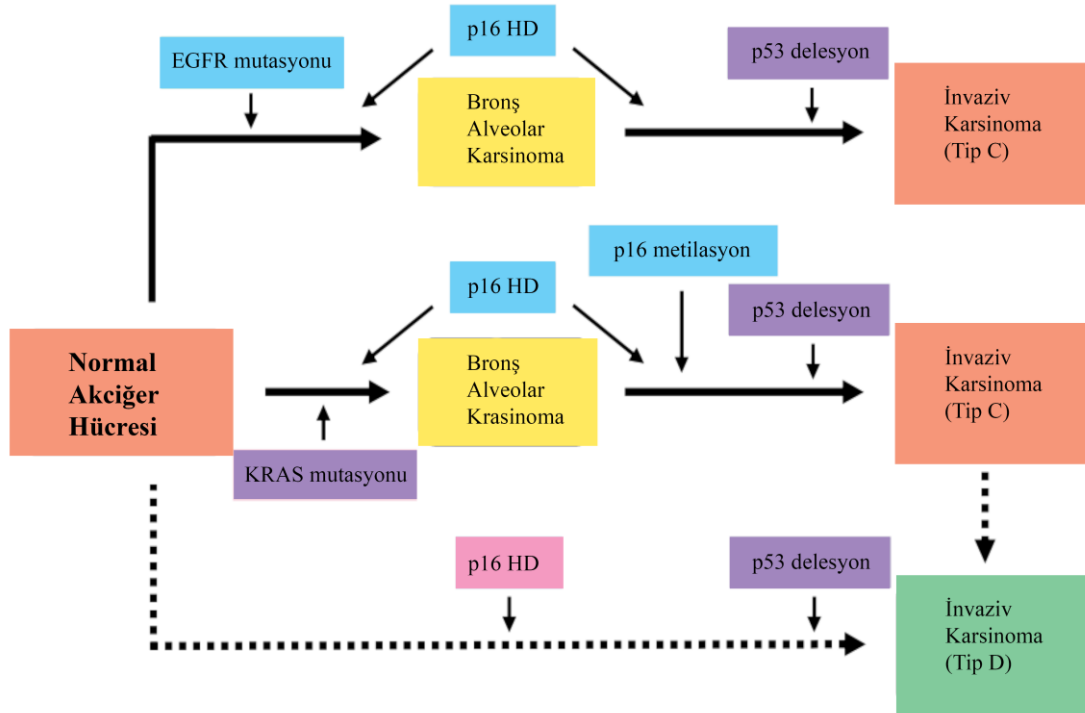 p16 HD
EGFR mutasyonu
p53 delesyon
Bronş
Alveolar
Karsinoma
İnvaziv
Karsinoma
(Tip C)
p16 metilasyon
p16 HD
p53 delesyon
Normal
Akciğer
Hücresi
Bronş
Alveolar
Krasinoma
İnvaziv
Karsinoma
(Tip C)
KRAS mutasyonu
p16 HD
p53 delesyon
İnvaziv
Karsinoma
(Tip D)